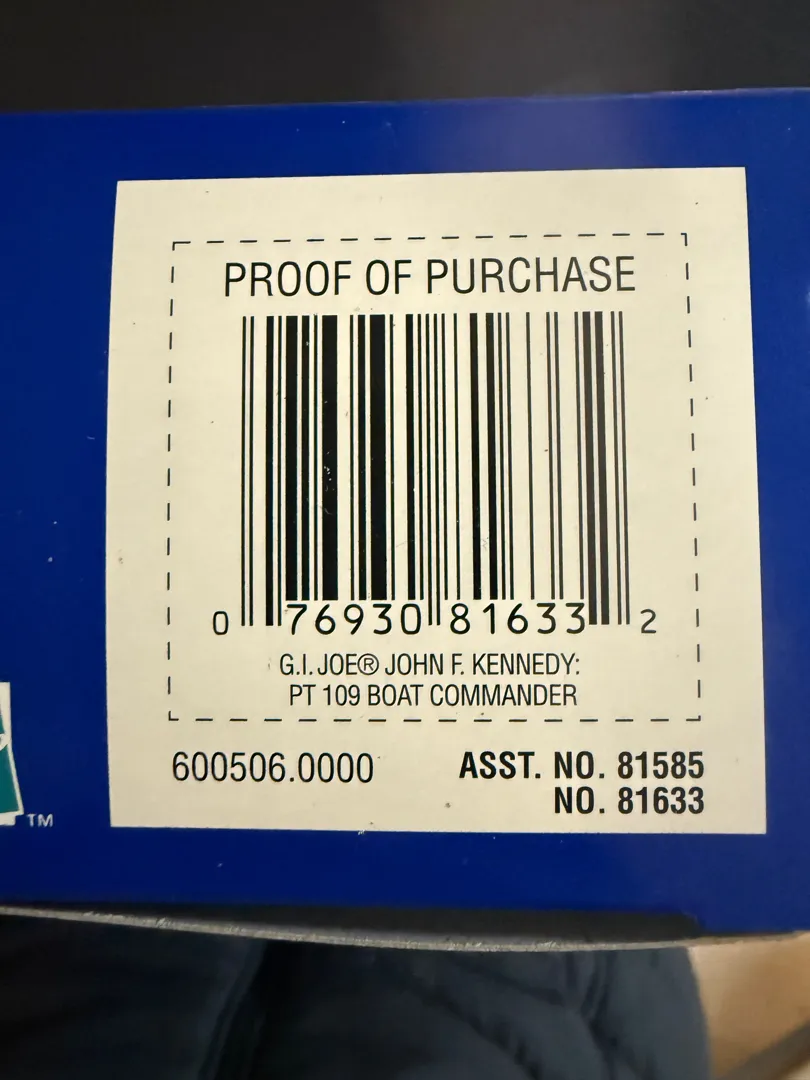 PROOF OF PURCHASE
0 76930 81633 2
G.I. JOE® JOHN F. KENNEDY:
PT 109 BOAT COMMANDER
600506.0000 ASST. NO. 81585
NO. 81633
TM